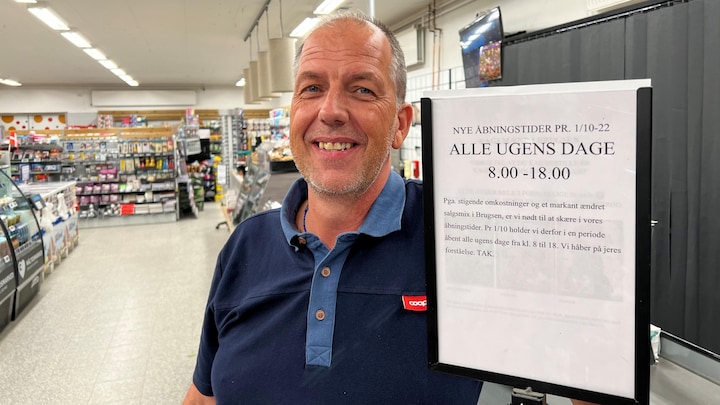 NYE ÅBNINGSTIDER PR. 1/10-22
ALLE UGENS DAGE
8.00 -18.00
Pga. stigende omkostninger og et markant ændret
salgsmix i Brugsen, er vi nødt til at skære i vores
åbningstider. Pr 1/10 holder vi derfor i en periode
åbent alle ugens dage fra kl. 8 til 18. Vi håber på jeres
forståelse. TAK.
coop